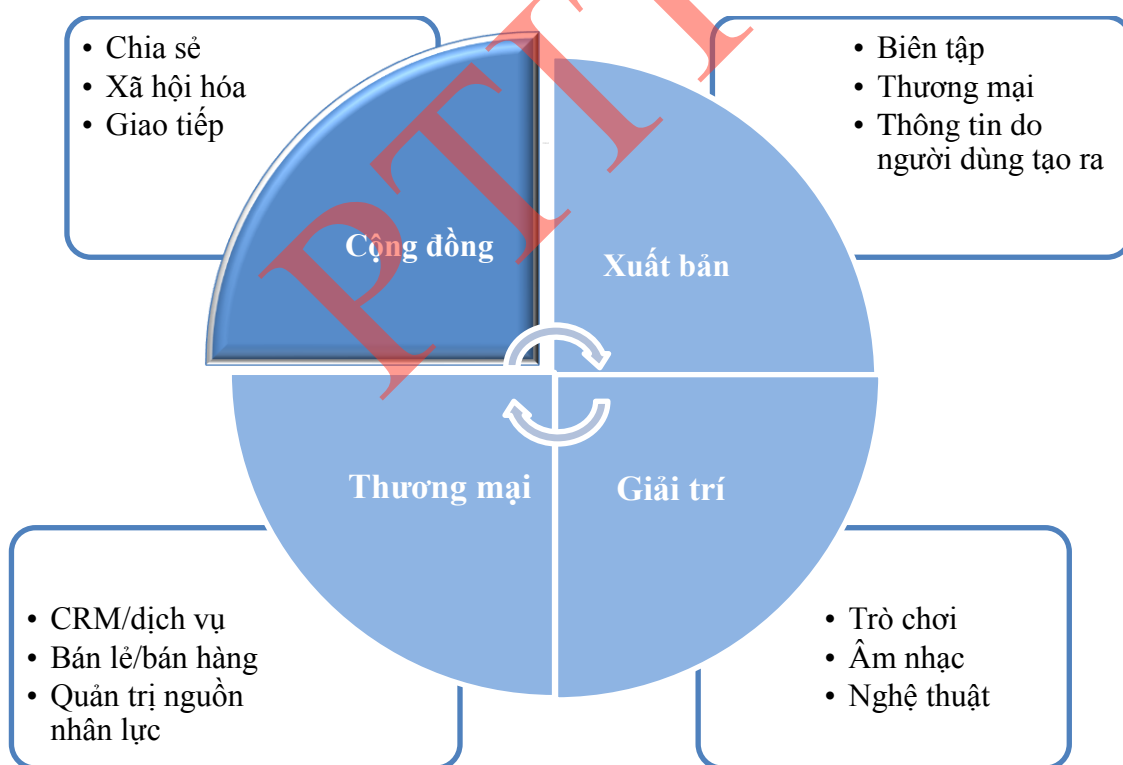 • Chia sẻ
• Xã hội hóa
• Giao tiếp
• Biên tập
• Thương mại
• Thông tin do
người dùng tạo ra
Cộng đồng
Xuất bản
Thương mại
Giải trí
• CRM/dịch vụ
• Bán lẻ/bán hàng
• Quản trị nguồn
nhân lực
• Trò chơi
• Âm nhạc
• Nghệ thuật
PTIT